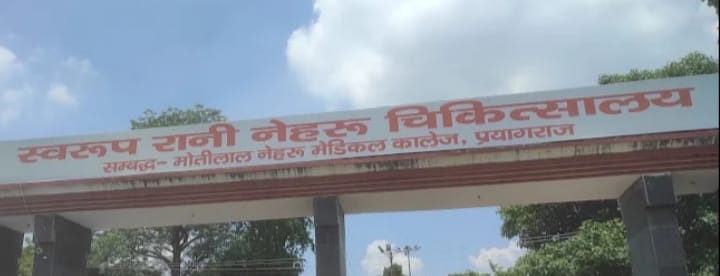 स्वरूप रानी नेहरू चिकित्सालय
सम्बद्ध- मोतीलाल नेहरू मेडिकल कालेज, प्रयागराज